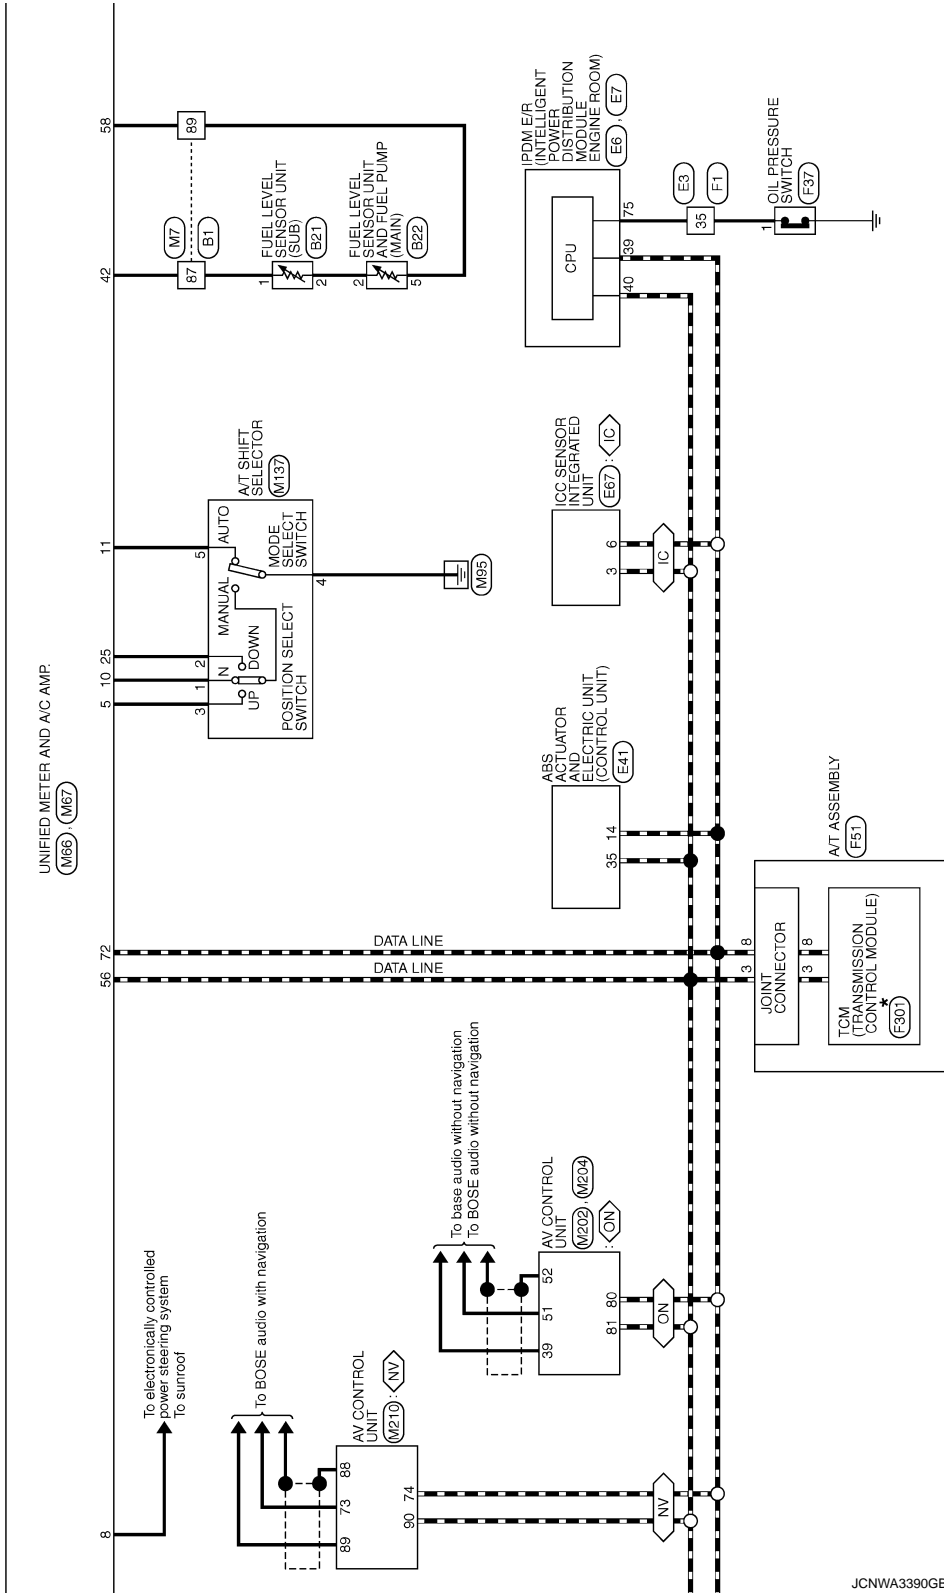 UNIFIED METER AND A/C AMP.
M66 , M67
8
56
72
5
10
25
11
42
58
To electronically controlled
power steering system
To sunroof
To BOSE audio with navigation
AV CONTROL
UNIT
M210 : NV
89
73
88
90
74
NV
To base audio without navigation
To BOSE audio without navigation
AV CONTROL
UNIT
M202 , M204
: ON
39
51
52
81
80
ON
DATA LINE
DATA LINE
A/T ASSEMBLY
F51
3
8
JOINT
CONNECTOR
3
8
TCM
(TRANSMISSION
CONTROL MODULE)
*
F301
A/T SHIFT
SELECTOR
M137
3
1
2
5
UP
N
DOWN
MANUAL
AUTO
POSITION SELECT
SWITCH
MODE
SELECT
SWITCH
4
M95
ABS
ACTUATOR
AND
ELECTRIC UNIT
(CONTROL UNIT)
E41
35
14
ICC SENSOR
INTEGRATED
UNIT
E67 : IC
3
6
IC
M7
B1
87
89
FUEL LEVEL
SENSOR UNIT
(SUB)
B21
1
2
FUEL LEVEL
SENSOR UNIT
AND FUEL PUMP
(MAIN)
B22
2
5
IPDM E/R
(INTELLIGENT
POWER
DISTRIBUTION
MODULE
ENGINE ROOM)
E6 , E7
CPU
40
39
75
E3
F1
35
OIL PRESSURE
SWITCH
F37
1